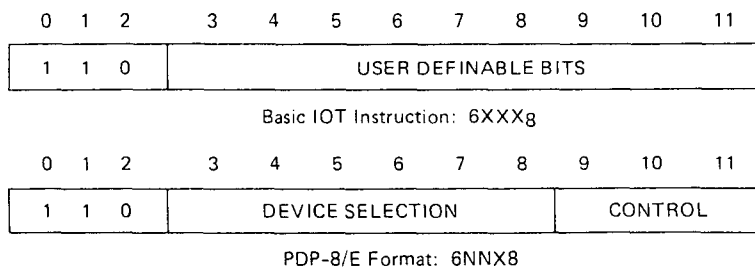 0 1 2 3 4 5 6 7 8 9 10 11
1 1 0 USER DEFINABLE BITS
Basic IOT Instruction: 6XXX8
0 1 2 3 4 5 6 7 8 9 10 11
1 1 0 DEVICE SELECTION CONTROL
PDP-8/E Format: 6NNX8